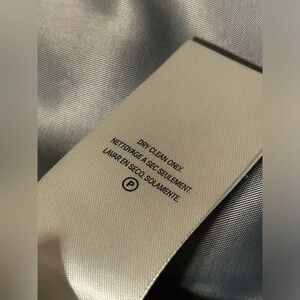 DRY CLEAN ONLY.
NETTOYAGE A SEC SEULEMENT.
LAVAR EN SECO, SOLAMENTE.
P